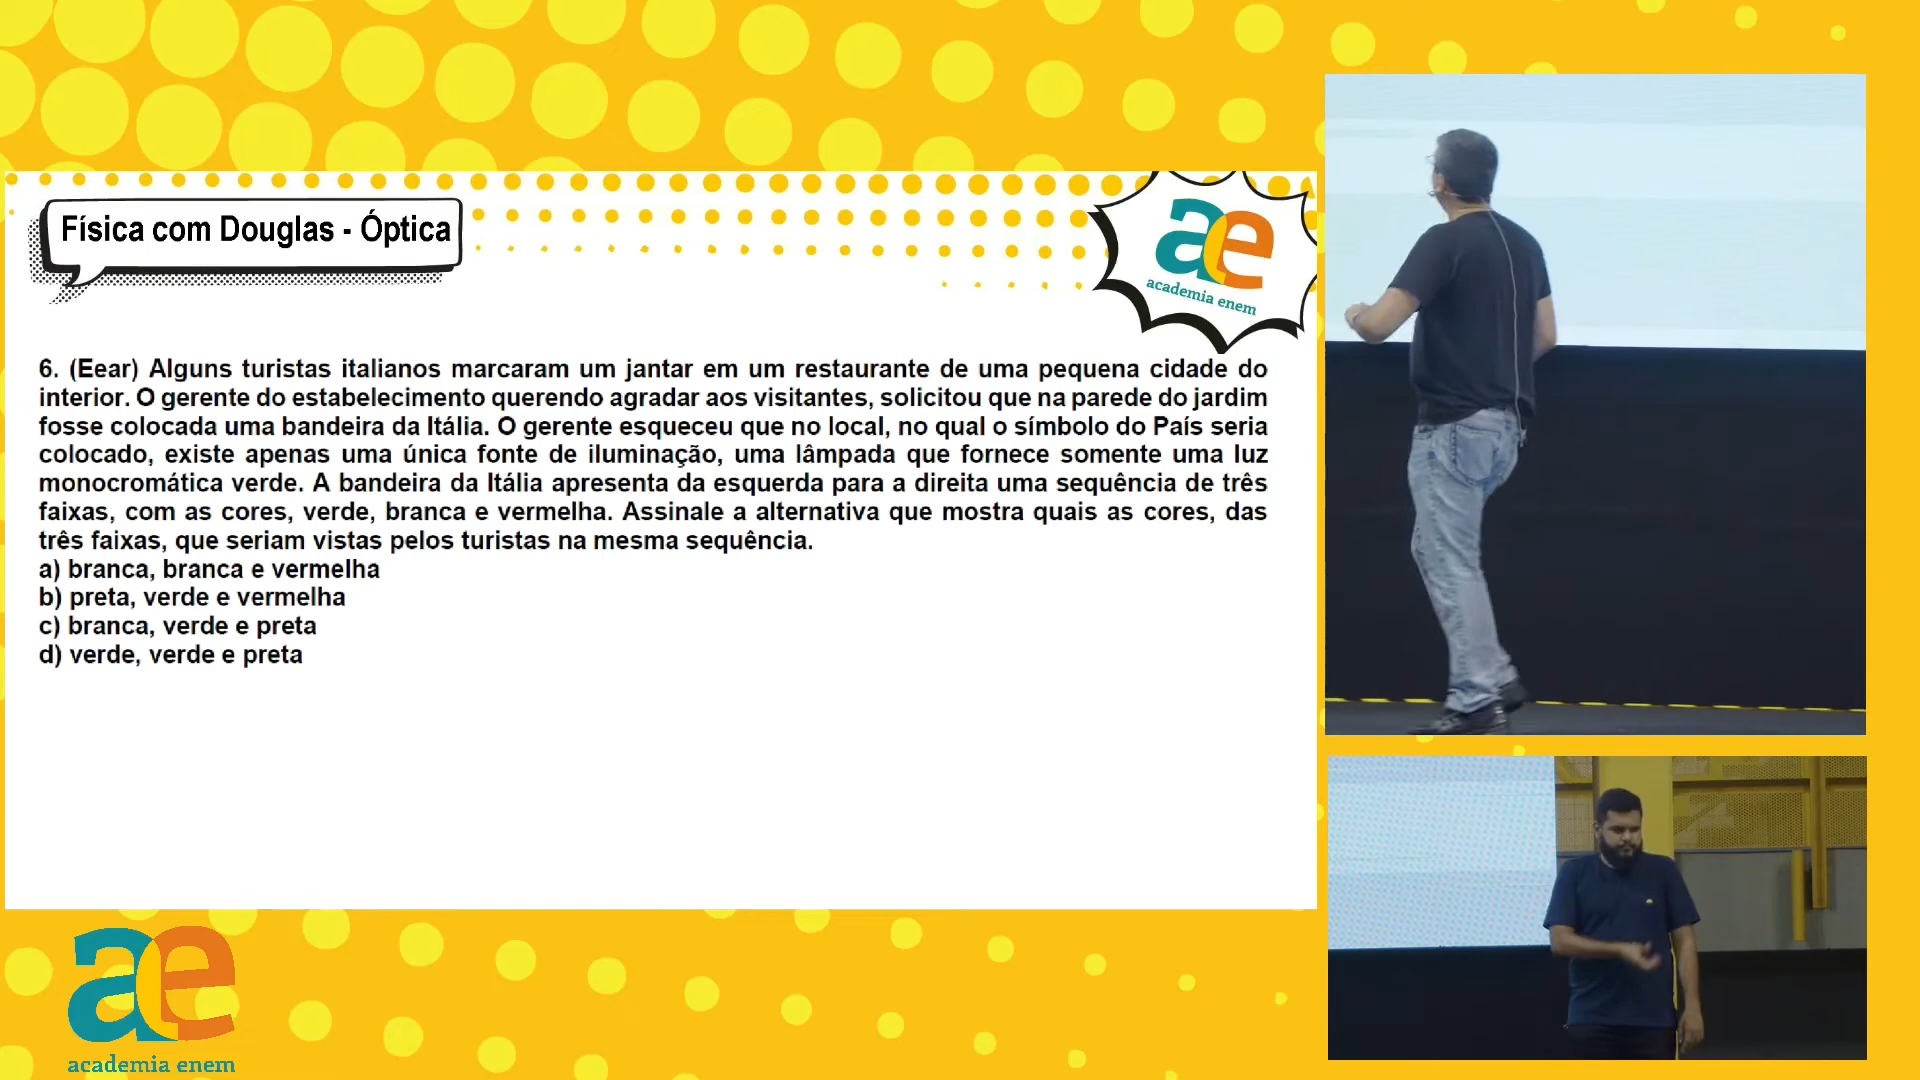 Física com Douglas - Óptica
ae
academia enem
6. (Eear) Alguns turistas italianos marcaram um jantar em um restaurante de uma pequena cidade do
interior. O gerente do estabelecimento querendo agradar aos visitantes, solicitou que na parede do jardim
fosse colocada uma bandeira da Itália. O gerente esqueceu que no local, no qual o símbolo do País seria
colocado, existe apenas uma única fonte de iluminação, uma lâmpada que fornece somente uma luz
monocromática verde. A bandeira da Itália apresenta da esquerda para a direita uma sequência de três
faixas, com as cores, verde, branca e vermelha. Assinale a alternativa que mostra quais as cores, das
três faixas, que seriam vistas pelos turistas na mesma sequência.
a) branca, branca e vermelha
b) preta, verde e vermelha
c) branca, verde e preta
d) verde, verde e preta
ae
academia enem